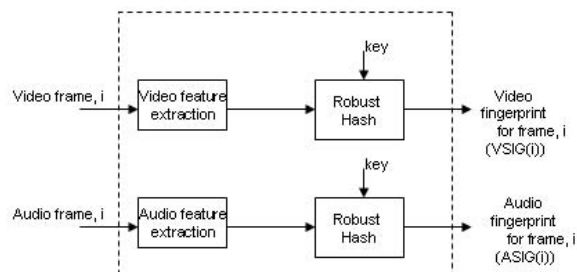 key
Video frame, i
Video feature
extraction
Robust
Hash
Video
fingerprint
for frame, i
(VSIG(i))
key
Audio frame, i
Audio feature
extraction
Robust
Hash
Audio
fingerprint
for frame, i
(ASIG(i))